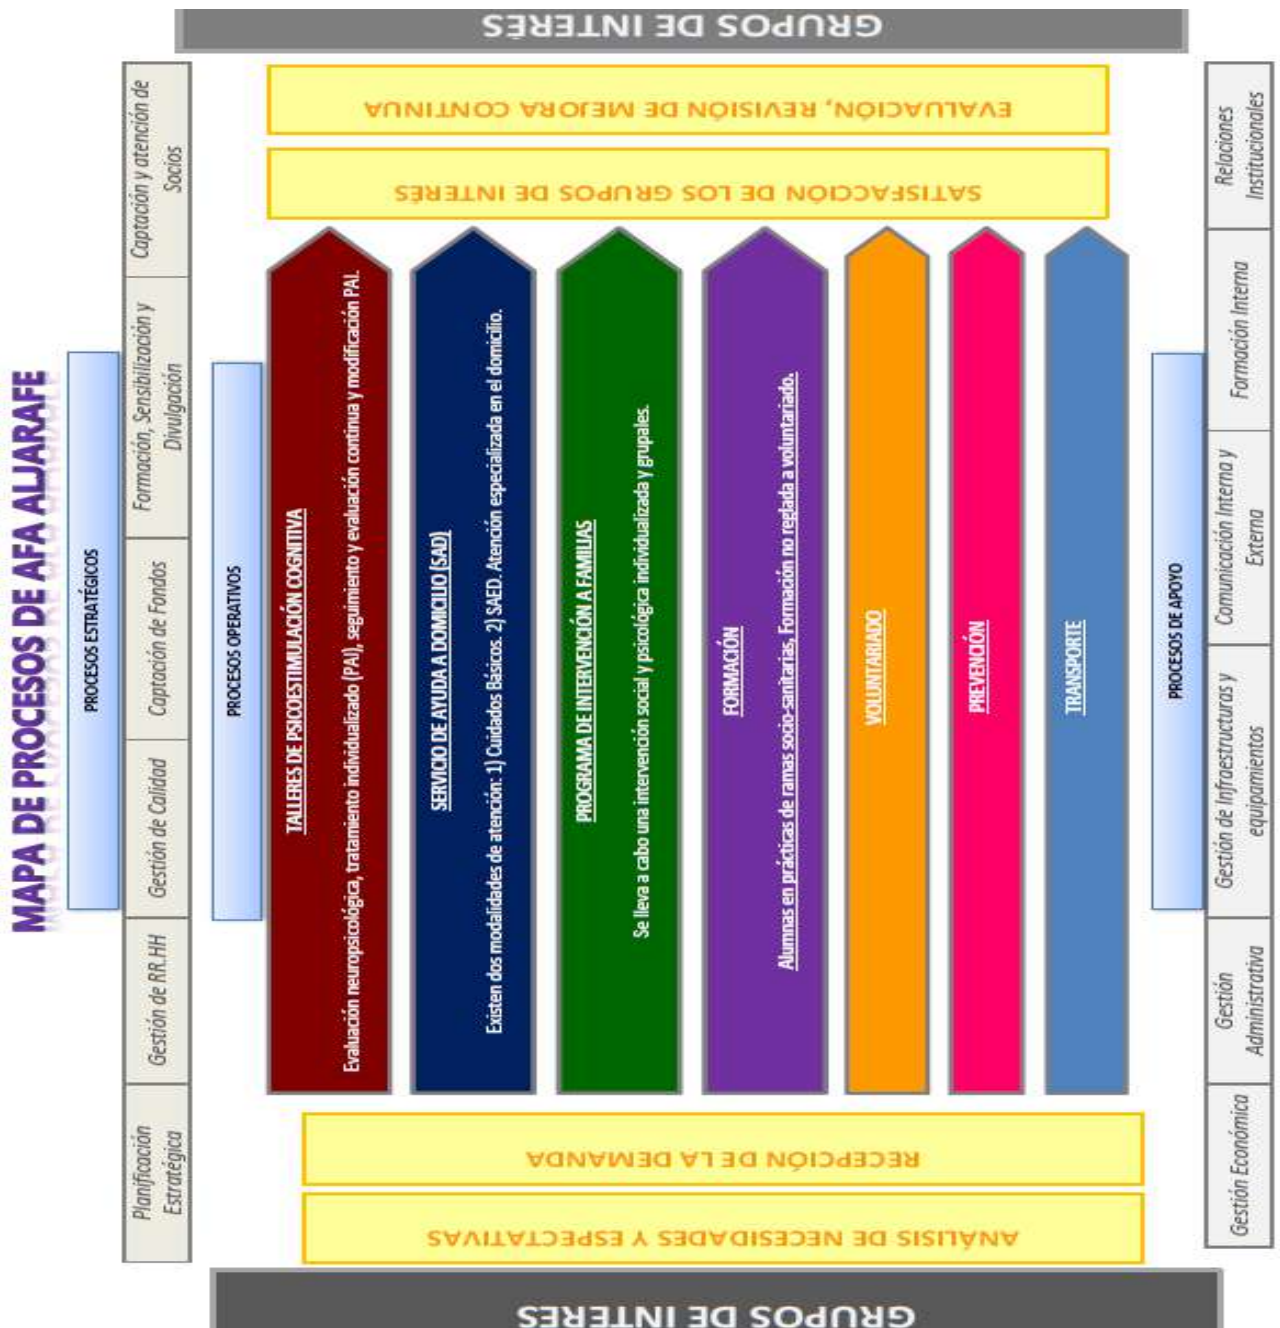 MAPA DE PROCESOS DE AFA ALJARAFE
PROCESOS ESTRATÉGICOS
Planificación
Estratégica
Gestión de RR.HH
Gestión de Calidad
Captación de Fondos
Formación, Sensibilización y
Divulgación
Captación y atención de
Socios
GRUPOS DE INTERES
ANÁLISIS DE NECESIDADES Y ESPECTATIVAS
RECEPCIÓN DE LA DEMANDA
PROCESOS OPERATIVOS
TALLERES DE PSICOESTIMULACIÓN COGNITIVA
Evaluación neuropsicológica, tratamiento individualizado (PAI), seguimiento y evaluación continua y modificación PAI.
SERVICIO DE AYUDA A DOMICILIO (SAD)
Existen dos modalidades de atención: 1) Cuidados Básicos. 2) SAED. Atención especializada en el domicilio.
PROGRAMA DE INTERVENCIÓN A FAMILIAS
Se lleva a cabo una intervención social y psicológica individualizada y grupales.
FORMACIÓN
Alumnas en prácticas de ramas socio-sanitarias, Formación no reglada a voluntariado.
VOLUNTARIADO
PREVENCIÓN
TRANSPORTE
SATISFACCIÓN DE LOS GRUPOS DE INTERÉS
EVALUACIÓN, REVISIÓN DE MEJORA CONTINUA
GRUPOS DE INTERÉS
PROCESOS DE APOYO
Gestión Económica
Gestión
Administrativa
Gestión de Infraestructuras y
equipamientos
Comunicación Interna y
Externa
Formación Interna
Relaciones
Institucionales